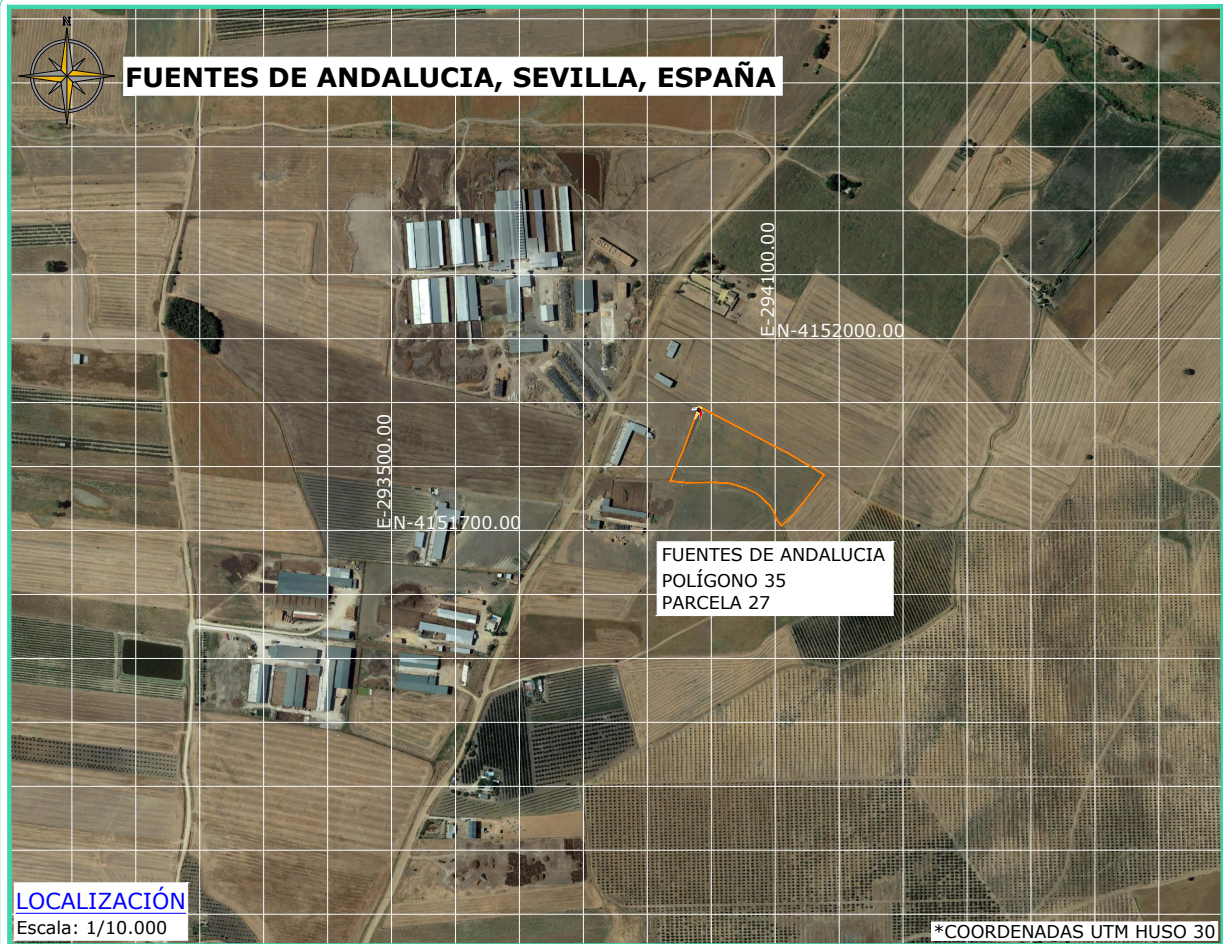 N
FUENTES DE ANDALUCIA, SEVILLA, ESPAÑA
E-294100.00
N-4152000.00
E-293500.00
N-4151700.00
FUENTES DE ANDALUCIA
POLÍGONO 35
PARCELA 27
LOCALIZACIÓN
Escala: 1/10.000
*COORDENADAS UTM HUSO 30